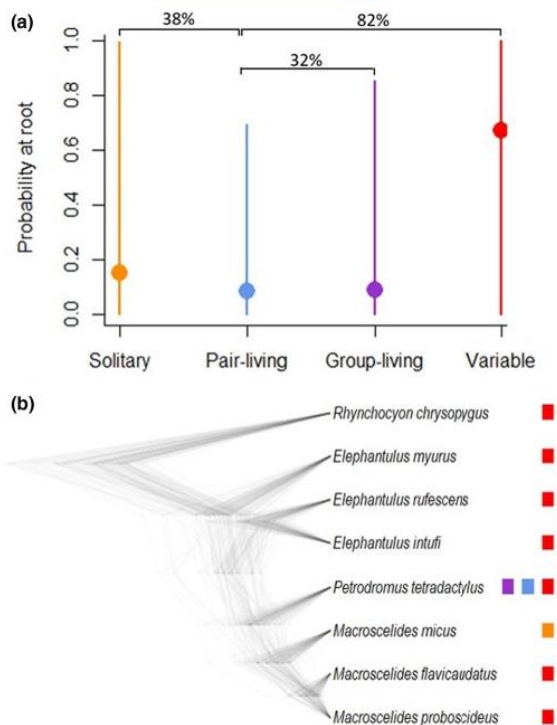 (a)
38%
82%
32%
Probability at root
1.0
0.8
0.6
0.4
0.2
0.0
Solitary
Pair-living
Group-living
Variable
(b)
Rhynchocyon chrysopygus
Elephantulus myurus
Elephantulus rufescens
Elephantulus intufi
Petrodromus tetradactylus
Macroscelides micus
Macroscelides flavicaudatus
Macroscelides proboscideus